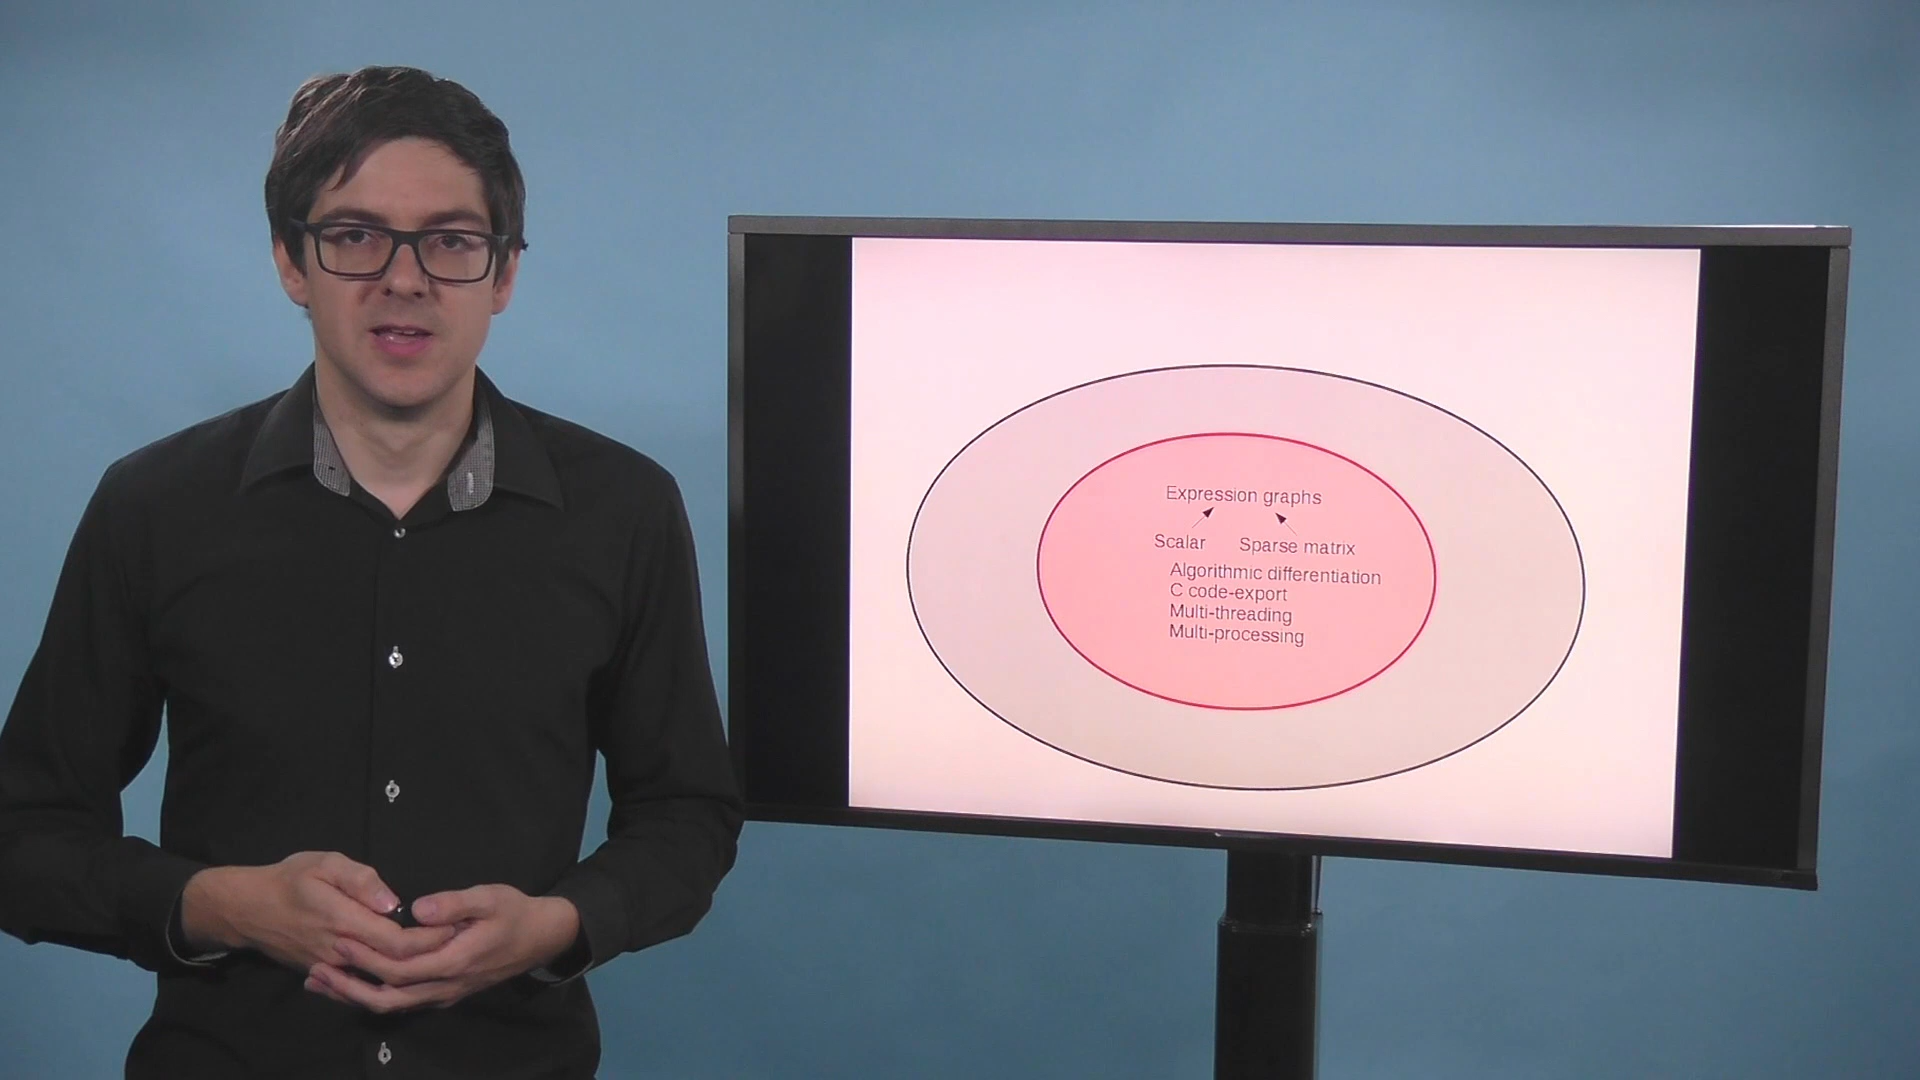 Expression graphs
Scalar Sparse matrix
Algorithmic differentiation
C code-export
Multi-threading
Multi-processing